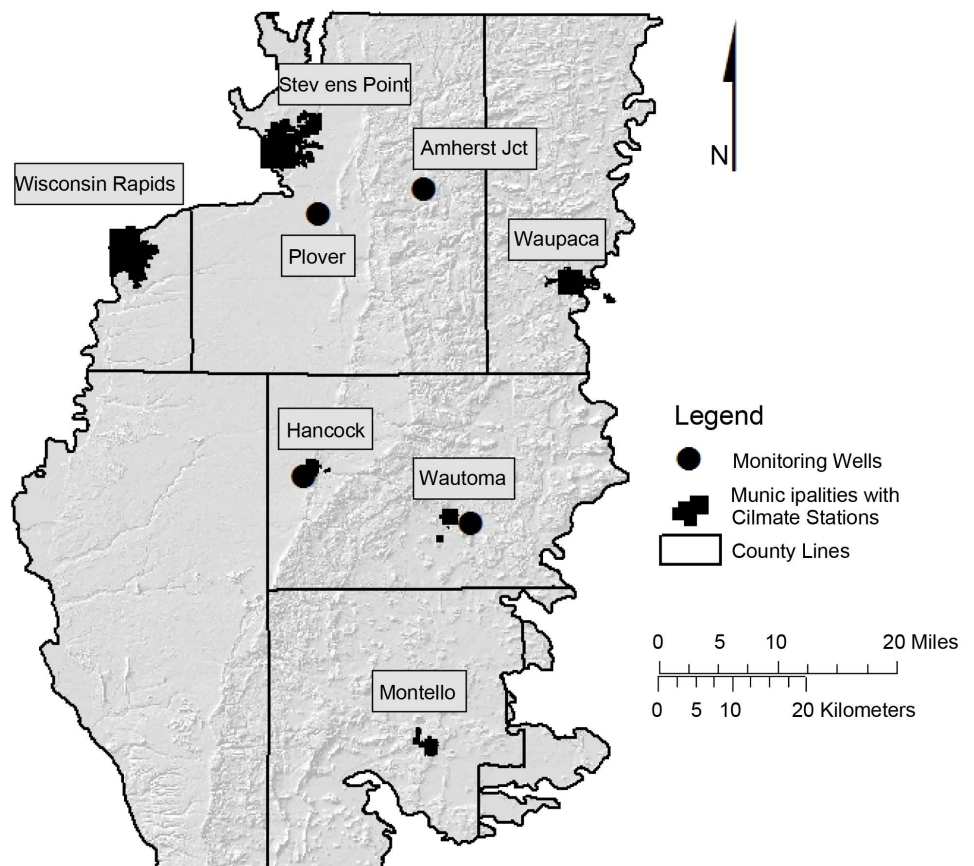 Stev ens Point
Amherst Jct
N
Wisconsin Rapids
Waupaca
Plover
Hancock
Wautoma
Montello
Legend
Monitoring Wells
Munic ipalities with
Cilmate Stations
County Lines
0 5 10 20 Miles
0 5 10 20 Kilometers